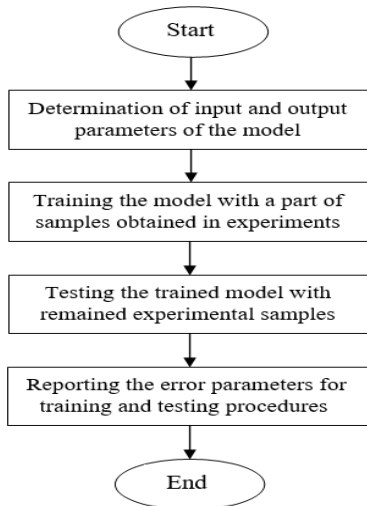 Start
Determination of input and output
parameters of the model
Training the model with a part of
samples obtained in experiments
Testing the trained model with
remained experimental samples
Reporting the error parameters for
training and testing procedures
End